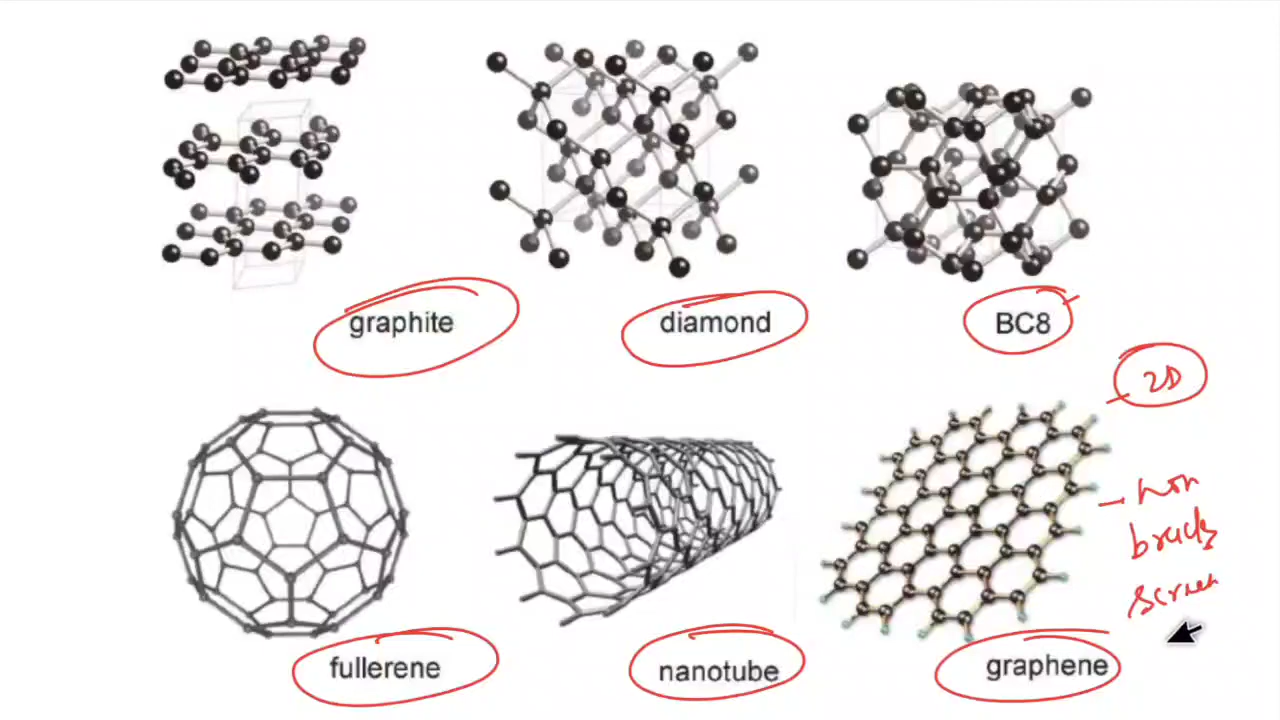 graphite
diamond
BC8
2D
fullerene
nanotube
graphene